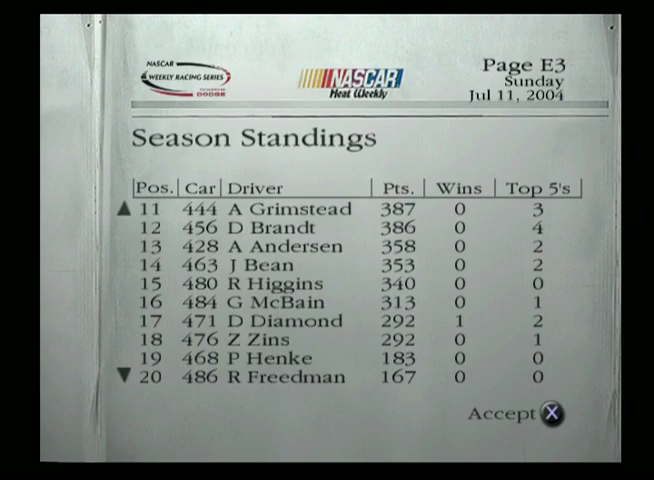 NASCAR
WEEKLY RACING SERIES
DODGE
NASCAR
Heat Weekly
Page E3
Sunday
Jul 11, 2004
Season Standings
Pos. Car Driver Pts. Wins Top 5's
11 444 A Grimstead 387 0 3
12 456 D Brandt 386 0 4
13 428 A Andersen 358 0 2
14 463 J Bean 353 0 2
15 480 R Higgins 340 0 0
16 484 G McBain 313 0 1
17 471 D Diamond 292 1 2
18 476 Z Zins 292 0 1
19 468 P Henke 183 0 0
20 486 R Freedman 167 0 0
Accept X